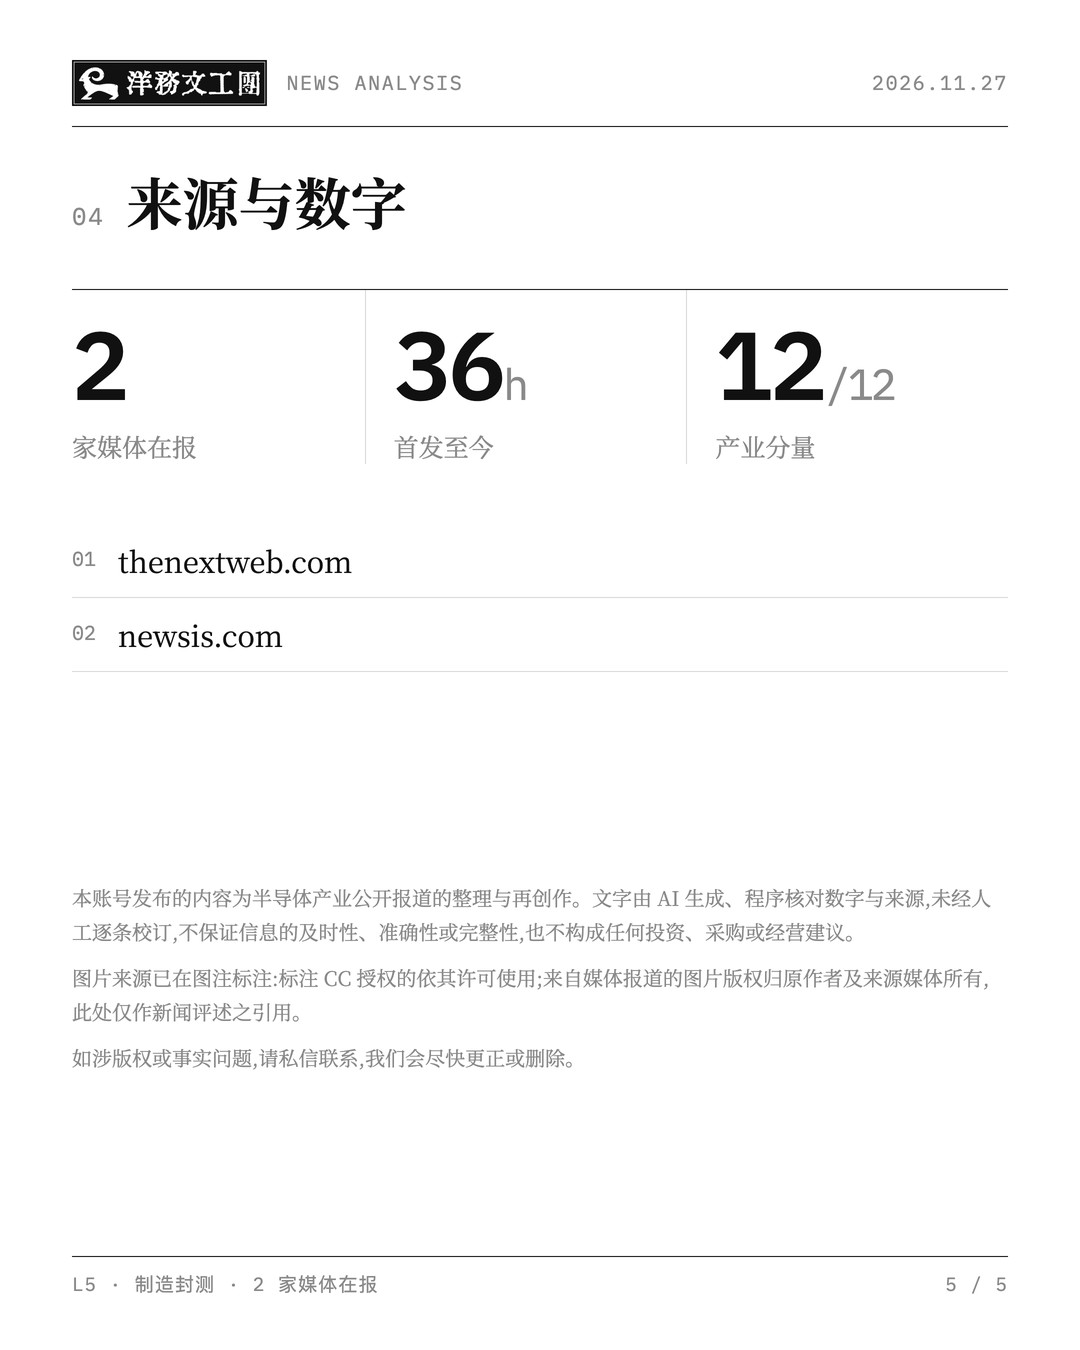 洋務文工團 NEWS ANALYSIS 2026.11.27
04 来源与数字
2 36h 12/12
家媒体在报 首发至今 产业分量
01 thenextweb.com
02 newsis.com
本账号发布的内容为半导体产业公开报道的整理与再创作。文字由 AI 生成、程序核对数字与来源,未经人
工逐条校订,不保证信息的及时性、准确性或完整性,也不构成任何投资、采购或经营建议。
图片来源已在图注标注:标注 CC 授权的依其许可使用;来自媒体报道的图片版权归原作者及来源媒体所有,
此处仅作新闻评述之引用。
如涉版权或事实问题,请私信联系,我们会尽快更正或删除。
L5 · 制造封测 · 2 家媒体在报 5 / 5